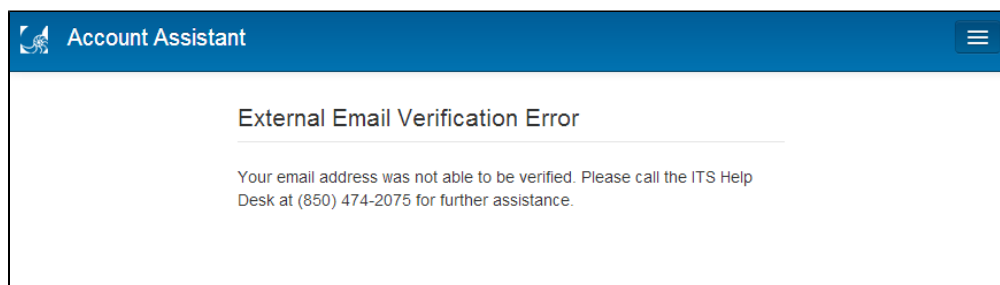 Account Assistant
External Email Verification Error
Your email address was not able to be verified. Please call the ITS Help
Desk at (850) 474-2075 for further assistance.